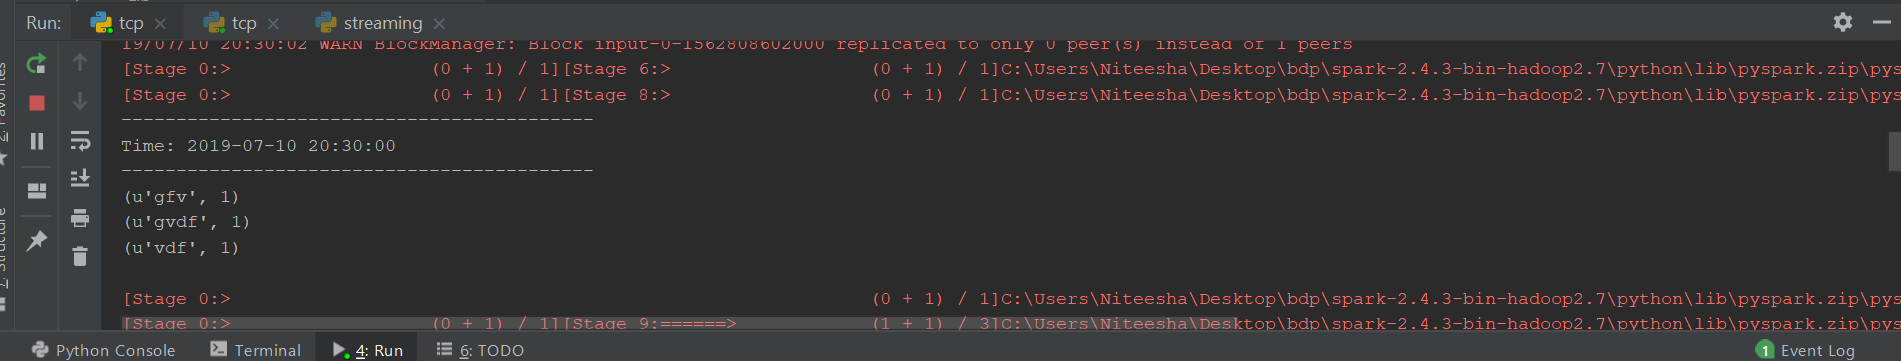 Run: tcp tcp streaming
19/07/10 20:30:02 WARN BlockManager: Block input-0-1562808602000 replicated to only 0 peer(s) instead of 1 peers
[Stage 0:> (0 + 1) / 1][Stage 6:> (0 + 1) / 1]C:\Users\Niteesha\Desktop\bdp\spark-2.4.3-bin-hadoop2.7\python\lib\pyspark.zip\pys
[Stage 0:> (0 + 1) / 1][Stage 8:> (0 + 1) / 1]C:\Users\Niteesha\Desktop\bdp\spark-2.4.3-bin-hadoop2.7\python\lib\pyspark.zip\pys
-------------------------------------------
Time: 2019-07-10 20:30:00
-------------------------------------------
(u'gfv', 1)
(u'gvdf', 1)
(u'vdf', 1)
[Stage 0:> (0 + 1) / 1]C:\Users\Niteesha\Desktop\bdp\spark-2.4.3-bin-hadoop2.7\python\lib\pyspark.zip\pys
[Stage 0:> (0 + 1) / 1][Stage 9:======> (1 + 1) / 3]C:\Users\Niteesha\Desktop\bdp\spark-2.4.3-bin-hadoop2.7\python\lib\pyspark.zip\pys
2: Favorites
7: Structure
Python Console Terminal 4: Run 6: TODO 1 Event Log